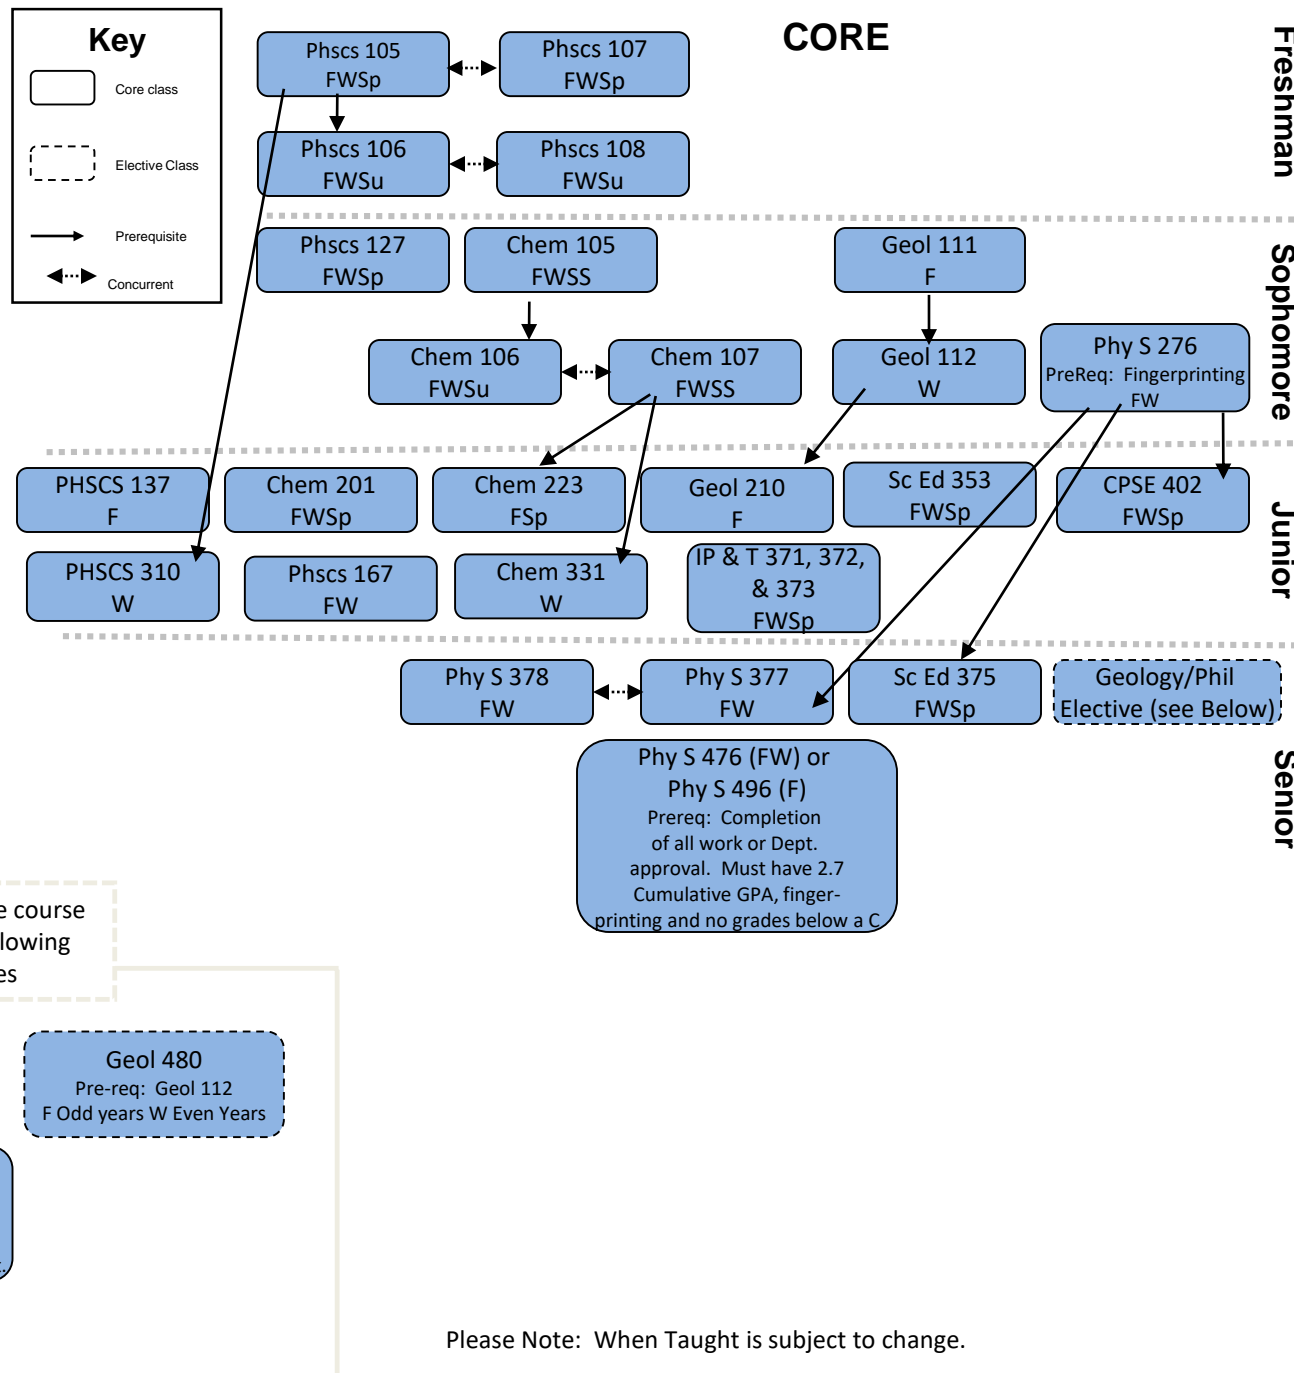 Key
Core class
Elective Class
Prerequisite
Concurrent
CORE
Freshman
Phscs 105
FWSp
Phscs 107
FWSp
Phscs 106
FWSu
Phscs 108
FWSu
Sophomore
Phscs 127
FWSp
Chem 105
FWSS
Geol 111
F
Chem 106
FWSu
Chem 107
FWSS
Geol 112
W
Phy S 276
PreReq: Fingerprinting
FW
Junior
PHSCS 137
F
Chem 201
FWSp
Chem 223
FSp
Geol 210
F
Sc Ed 353
FWSp
CPSE 402
FWSp
PHSCS 310
W
Phscs 167
FW
Chem 331
W
IP & T 371, 372,
& 373
FWSp
Senior
Phy S 378
FW
Phy S 377
FW
Sc Ed 375
FWSp
Geology/Phil
Elective (see Below)
Phy S 476 (FW) or
Phy S 496 (F)
Prereq: Completion
of all work or Dept.
approval. Must have 2.7
Cumulative GPA, finger-
printing and no grades below a C
e course
lowing
es
Geol 480
Pre-req: Geol 112
F Odd years W Even Years
Please Note: When Taught is subject to change.